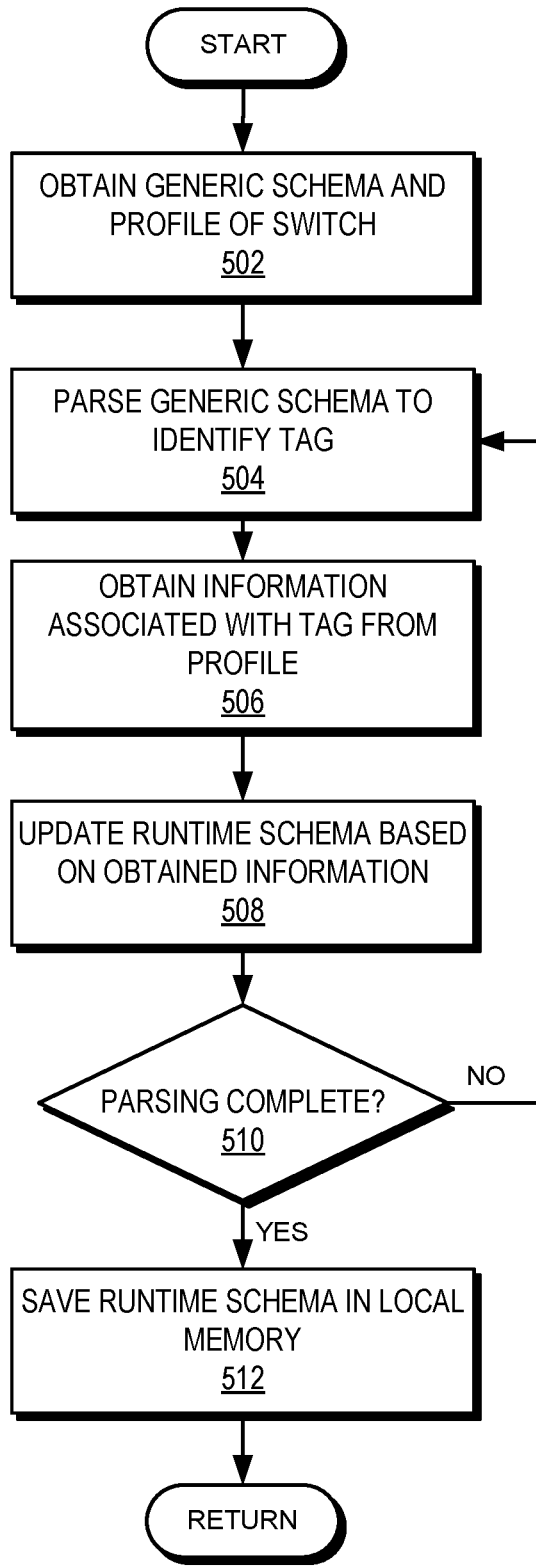 START
OBTAIN GENERIC SCHEMA AND
PROFILE OF SWITCH
502
PARSE GENERIC SCHEMA TO
IDENTIFY TAG
504
OBTAIN INFORMATION
ASSOCIATED WITH TAG FROM
PROFILE
506
UPDATE RUNTIME SCHEMA BASED
ON OBTAINED INFORMATION
508
PARSING COMPLETE?
510
NO
YES
SAVE RUNTIME SCHEMA IN LOCAL
MEMORY
512
RETURN